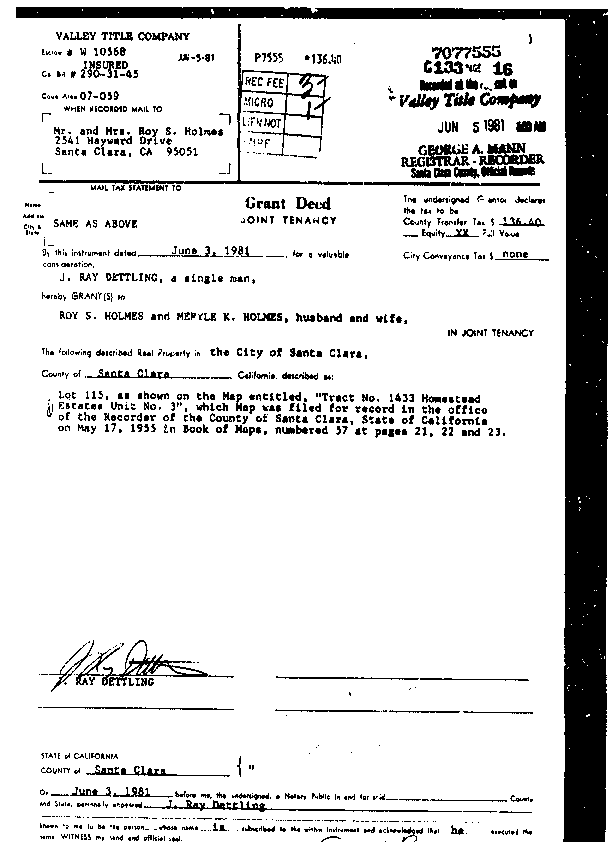 VALLEY TITLE COMPANY
Escrow # W 10568
INSURED
JUN-5-81
Co. Bill # 290-31-45
Code Area 07-059
WHEN RECORDED MAIL TO
Mr. and Mrs. Roy S. Holmes
2541 Hayward Drive
Santa Clara, CA 95051
P7555 *136.40
REC FEE
MICRO
LIEN NOT
SMPF
7077555
G133 PAGE 16
Recorded at the request of
Valley Title Company
JUN 5 1981
GEORGE A. MANN
REGISTRAR - RECORDER
Santa Clara County, Official Records
MAIL TAX STATEMENT TO
Name
Address
City &
State
SAME AS ABOVE
Grant Deed
JOINT TENANCY
The undersigned Grantor declares
the tax to be
County Transfer Tax $ 136.40
Equity XX Full Value
City Conveyance Tax $ none
By this instrument dated June 3, 1981, for a valuable
consideration,
J. RAY DETTLING, a single man,
hereby GRANT(S) to
ROY S. HOLMES and MERYLE K. HOLMES, husband and wife,
IN JOINT TENANCY
The following described Real Property in the City of Santa Clara,
County of Santa Clara California, described as:
Lot 115, as shown on the Map entitled, "Tract No. 1433 Homestead
Estates Unit No. 3", which Map was filed for record in the office
of the Recorder of the County of Santa Clara, State of California
on May 17, 1955 in Book of Maps, numbered 57 at pages 21, 22 and 23.
J. RAY DETTLING
STATE of CALIFORNIA
COUNTY of Santa Clara
On June 3, 1981 before me, the undersigned, a Notary Public in and for said County
and State, personally appeared J. Ray Dettling
known to me to be the person whose name is subscribed to the within Instrument and acknowledged that he executed the
same. WITNESS my hand and official seal.